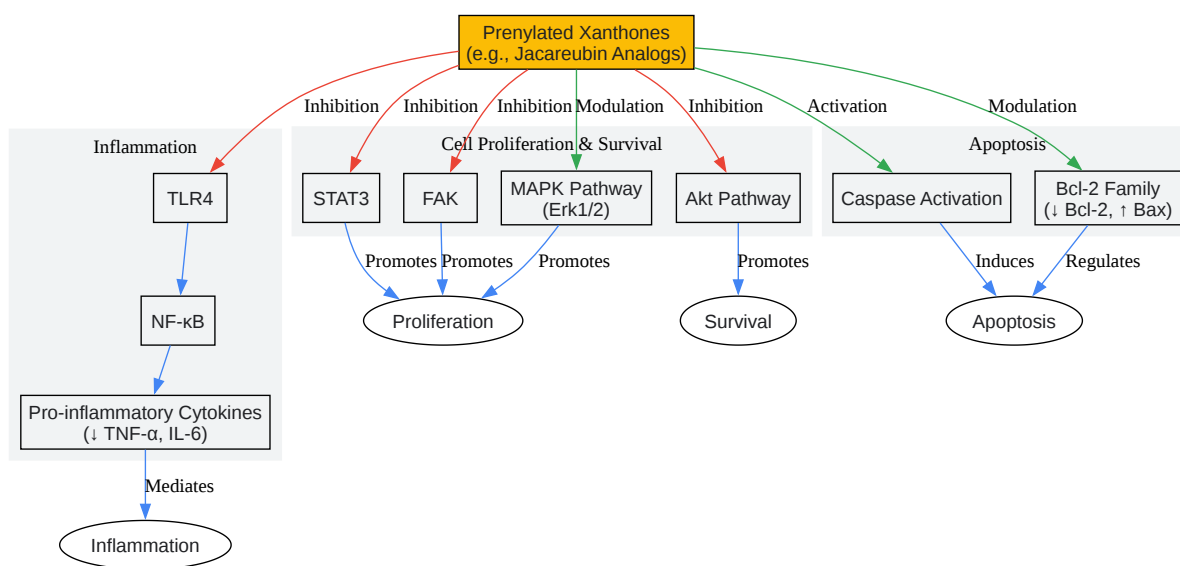 Prenylated Xanthones
(e.g., Jacareubin Analogs)
Inhibition
Inhibition
Inhibition
Modulation
Inhibition
Activation
Modulation
Inflammation
Cell Proliferation & Survival
Apoptosis
TLR4
STAT3
FAK
MAPK Pathway
(Erk1/2)
Akt Pathway
Caspase Activation
Bcl-2 Family
(↓ Bcl-2, ↑ Bax)
Promotes
Promotes
Promotes
Promotes
Induces
Regulates
NF-κB
Proliferation
Survival
Apoptosis
Pro-inflammatory Cytokines
(↓ TNF-α, IL-6)
Mediates
Inflammation